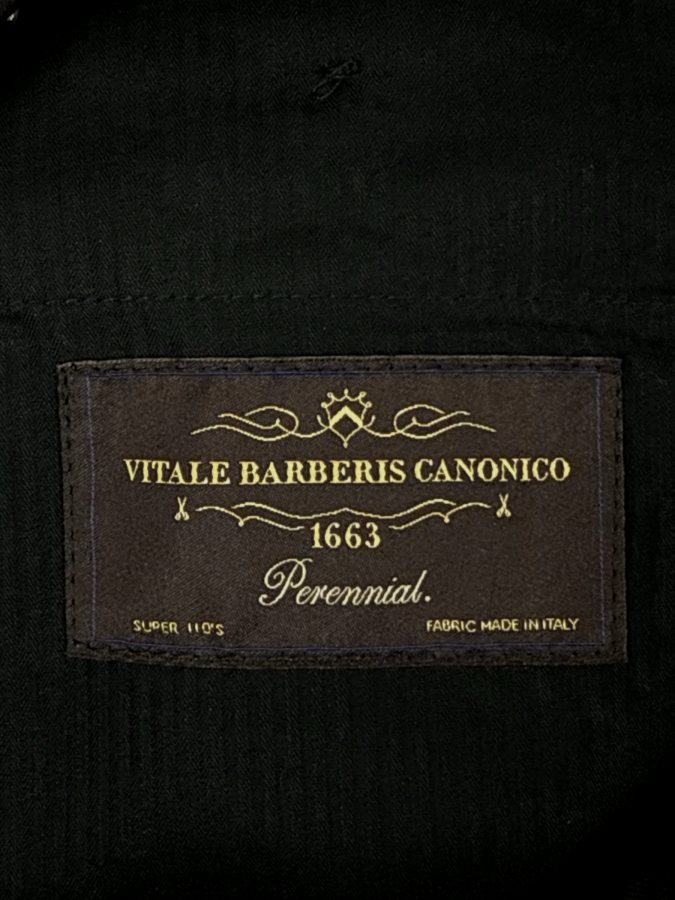 VITALE BARBERIS CANONICO
1663
Perennial.
SUPER 110'S
FABRIC MADE IN ITALY